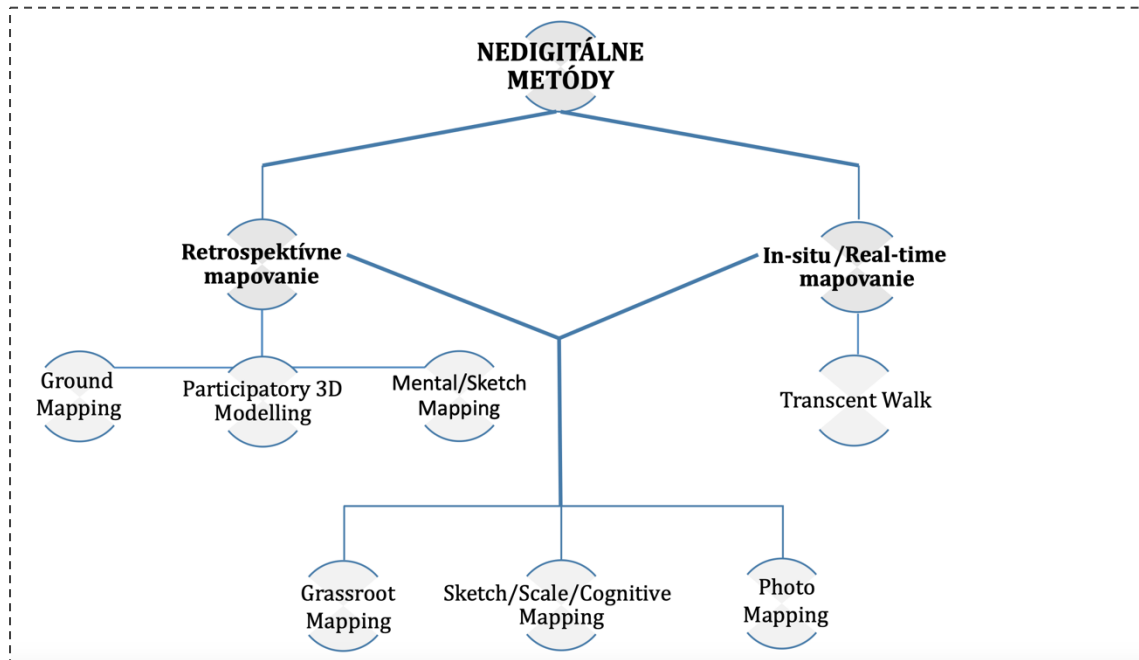 NEDIGITÁLNE
METÓDY
Retrospektívne
mapovanie
In-situ/Real-time
mapovanie
Ground
Mapping
Participatory 3D
Modelling
Mental/Sketch
Mapping
Transcent Walk
Grassroot
Mapping
Sketch/Scale/Cognitive
Mapping
Photo
Mapping